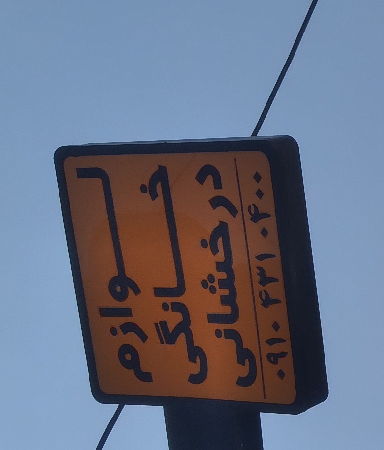 لوازم
خانگی
درخشانی
۰۹۱۰ ۴۳۱ ۰۴۰۰